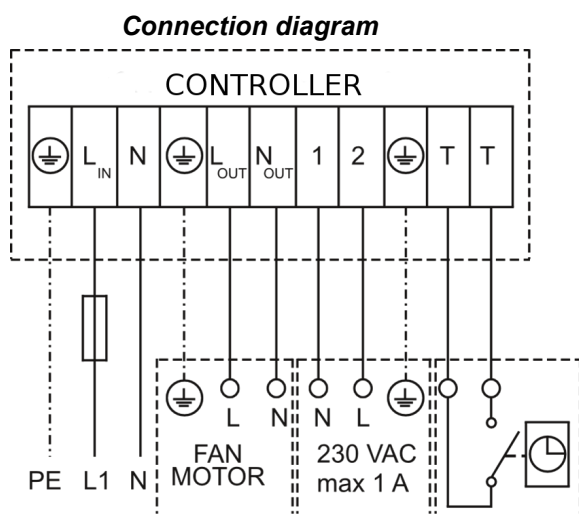 Connection diagram
CONTROLLER
L IN N L OUT N OUT 1 2 T T
L N N L
FAN MOTOR
230 VAC max 1 A
PE L1 N